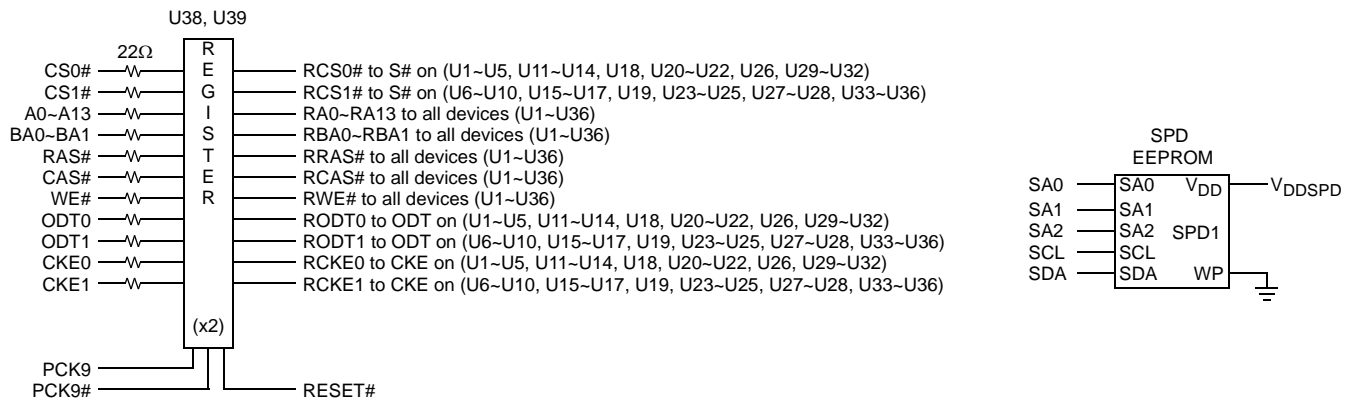 U38, U39
22Ω
REGISTER
CS0# RCS0# to S# on (U1~U5, U11~U14, U18, U20~U22, U26, U29~U32)
CS1# RCS1# to S# on (U6~U10, U15~U17, U19, U23~U25, U27~U28, U33~U36)
A0~A13 RA0~RA13 to all devices (U1~U36)
BA0~BA1 RBA0~RBA1 to all devices (U1~U36)
RAS# RRAS# to all devices (U1~U36)
CAS# RCAS# to all devices (U1~U36)
WE# RWE# to all devices (U1~U36)
ODT0 RODT0 to ODT on (U1~U5, U11~U14, U18, U20~U22, U26, U29~U32)
ODT1 RODT1 to ODT on (U6~U10, U15~U17, U19, U23~U25, U27~U28, U33~U36)
CKE0 RCKE0 to CKE on (U1~U5, U11~U14, U18, U20~U22, U26, U29~U32)
CKE1 RCKE1 to CKE on (U6~U10, U15~U17, U19, U23~U25, U27~U28, U33~U36)
(x2)
PCK9
PCK9# RESET#
SPD
EEPROM
SA0 SA0 VDD VDDSPD
SA1 SA1
SA2 SA2 SPD1
SCL SCL
SDA SDA WP